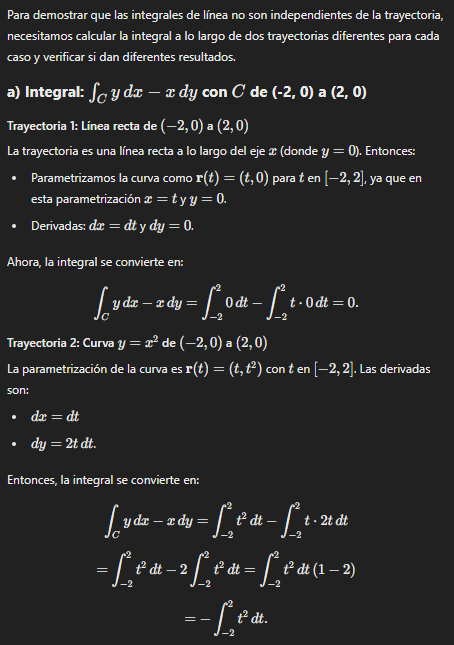 Para demostrar que las integrales de línea no son independientes de la trayectoria,
necesitamos calcular la integral a lo largo de dos trayectorias diferentes para cada
caso y verificar si dan diferentes resultados.
a) Integral: ∫_C y dx − x dy con C de (-2, 0) a (2, 0)
Trayectoria 1: Línea recta de (−2, 0) a (2, 0)
La trayectoria es una línea recta a lo largo del eje x (donde y = 0). Entonces:
• Parametrizamos la curva como r(t) = (t, 0) para t en [−2, 2], ya que en
esta parametrización x = t y y = 0.
• Derivadas: dx = dt y dy = 0.
Ahora, la integral se convierte en:
∫_C y dx − x dy = ∫_{−2}^{2} 0 dt − ∫_{−2}^{2} t · 0 dt = 0.
Trayectoria 2: Curva y = x² de (−2, 0) a (2, 0)
La parametrización de la curva es r(t) = (t, t²) con t en [−2, 2]. Las derivadas
son:
• dx = dt
• dy = 2t dt.
Entonces, la integral se convierte en:
∫_C y dx − x dy = ∫_{−2}^{2} t² dt − ∫_{−2}^{2} t · 2t dt
= ∫_{−2}^{2} t² dt − 2 ∫_{−2}^{2} t² dt = ∫_{−2}^{2} t² dt (1 − 2)
= − ∫_{−2}^{2} t² dt.